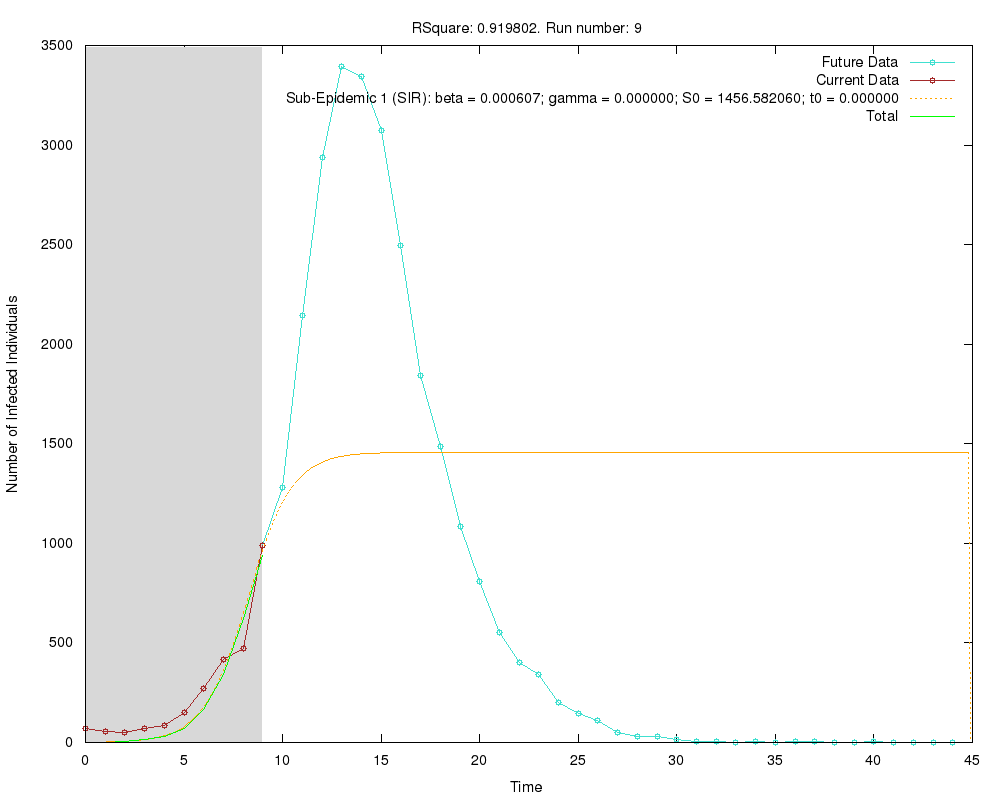 RSquare: 0.919802. Run number: 9
3500
3000
2500
2000
1500
1000
500
0
Number of Infected Individuals
Future Data
Current Data
Sub-Epidemic 1 (SIR): beta = 0.000607; gamma = 0.000000; S0 = 1456.582060; t0 = 0.000000
Total
0 5 10 15 20 25 30 35 40 45
Time